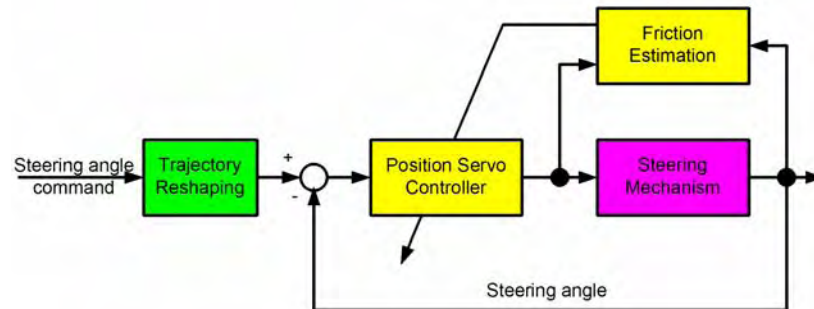 Friction
Estimation
Steering angle
command
Trajectory
Reshaping
+
-
Position Servo
Controller
Steering
Mechanism
Steering angle